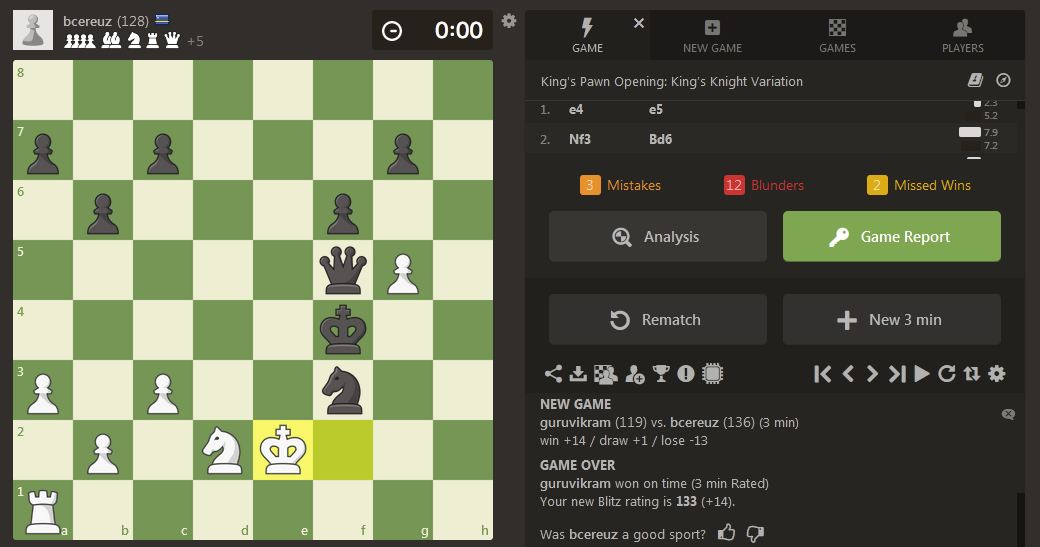 bcereuz (128)
+5
0:00
8
7
6
5
4
3
2
1
a b c d e f g h
GAME
NEW GAME
GAMES
PLAYERS
King's Pawn Opening: King's Knight Variation
1. e4 e5 2.3
5.2
2. Nf3 Bd6 7.9
7.2
3 Mistakes 12 Blunders 2 Missed Wins
Analysis
Game Report
Rematch
New 3 min
NEW GAME
guruvikram (119) vs. bcereuz (136) (3 min)
win +14 / draw +1 / lose -13
GAME OVER
guruvikram won on time (3 min Rated)
Your new Blitz rating is 133 (+14).
Was bcereuz a good sport?